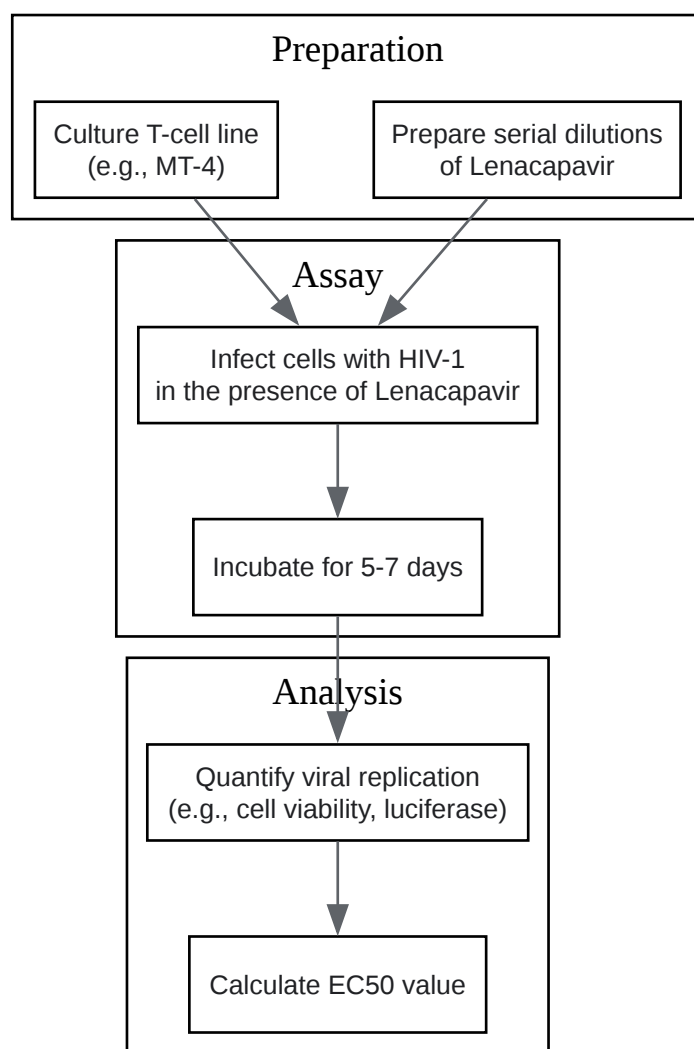 Preparation
Culture T-cell line
(e.g., MT-4)
Prepare serial dilutions
of Lenacapavir
Assay
Infect cells with HIV-1
in the presence of Lenacapavir
Incubate for 5-7 days
Analysis
Quantify viral replication
(e.g., cell viability, luciferase)
Calculate EC50 value